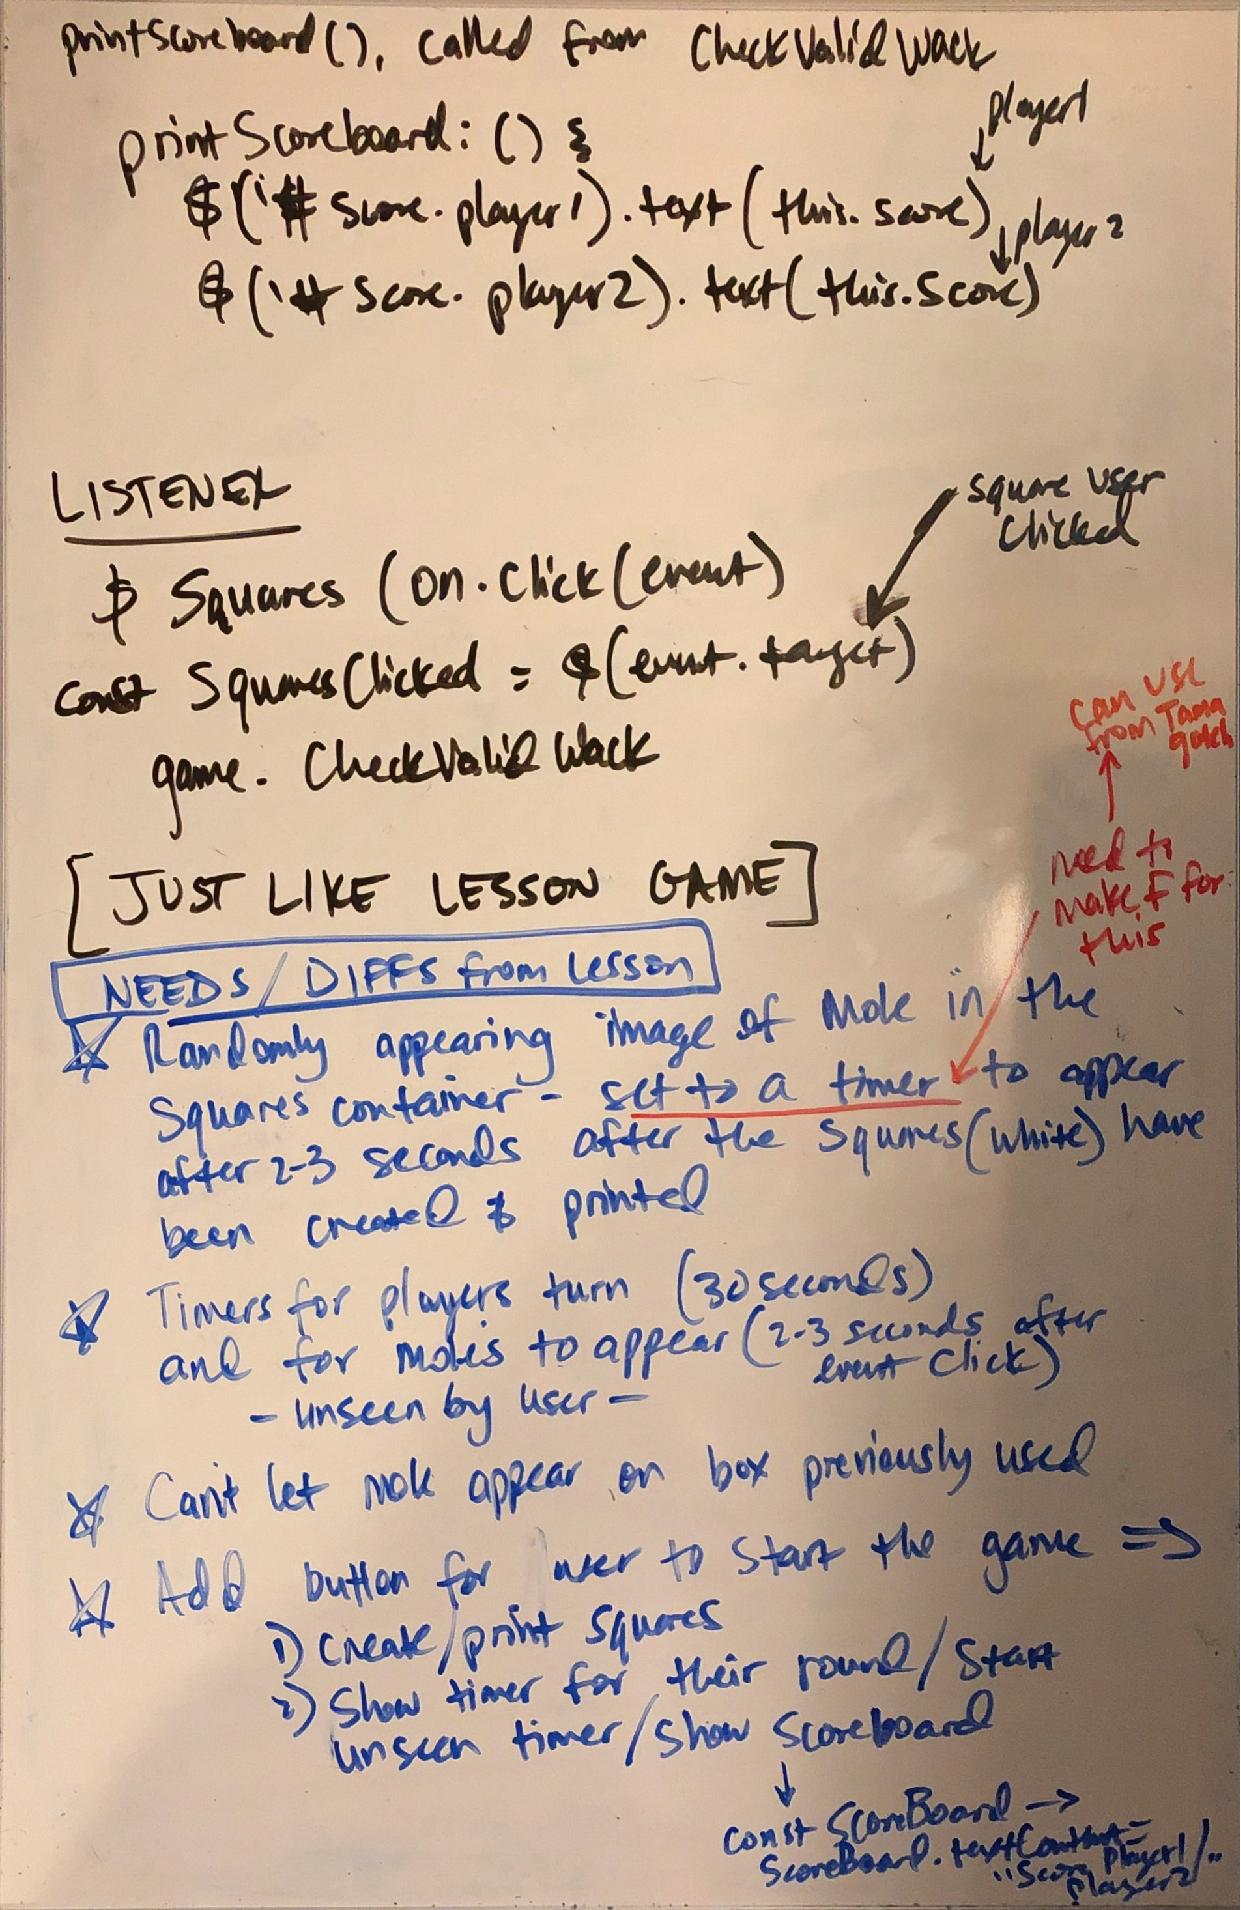 printScoreboard(), called from CheckValidWack
player1
printScoreboard: () {
$('# Score. player1). text (this. score)
player2
$('# Score. player2). text( this. Score)
LISTENER
square user
clicked
$ Squares (on. Click (event)
const SquaresClicked = $(event. target)
game. CheckValidWack
can use
from Tama
gotch
need to
make F for
this
[JUST LIKE LESSON GAME]
NEEDS / DIFFS from lesson
☆ Randomly appearing image of Mole in the
Squares container - set to a timer to appear
after 2-3 seconds after the squares (white) have
been created & printed
☆ Timers for players turn (30 seconds)
and for moles to appear (2-3 seconds after
event click)
- unseen by user -
☆ Can't let mole appear on box previously used
☆ Add button for user to start the game =>
1) Create/print squares
2) Show timer for their round / Start
unseen timer / Show Scoreboard
const ScoreBoard →
ScoreBoard. textContent =
"Score player1/
player2"